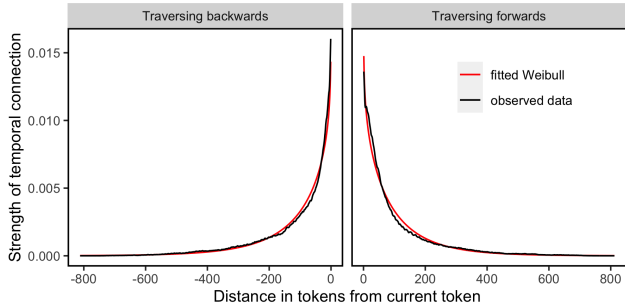 Traversing backwards
Traversing forwards
Strength of temporal connection
0.015
0.010
0.005
0.000
fitted Weibull
observed data
-800 -600 -400 -200 0
0 200 400 600 800
Distance in tokens from current token